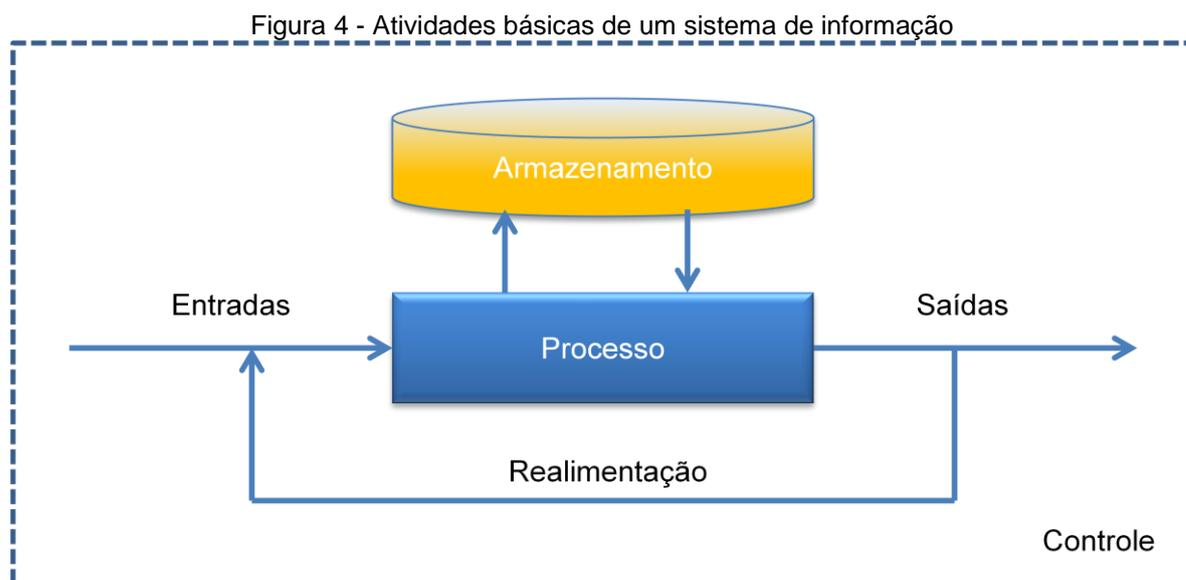 Figura 4 - Atividades básicas de um sistema de informação
Armazenamento
Entradas
Saídas
Processo
Realimentação
Controle